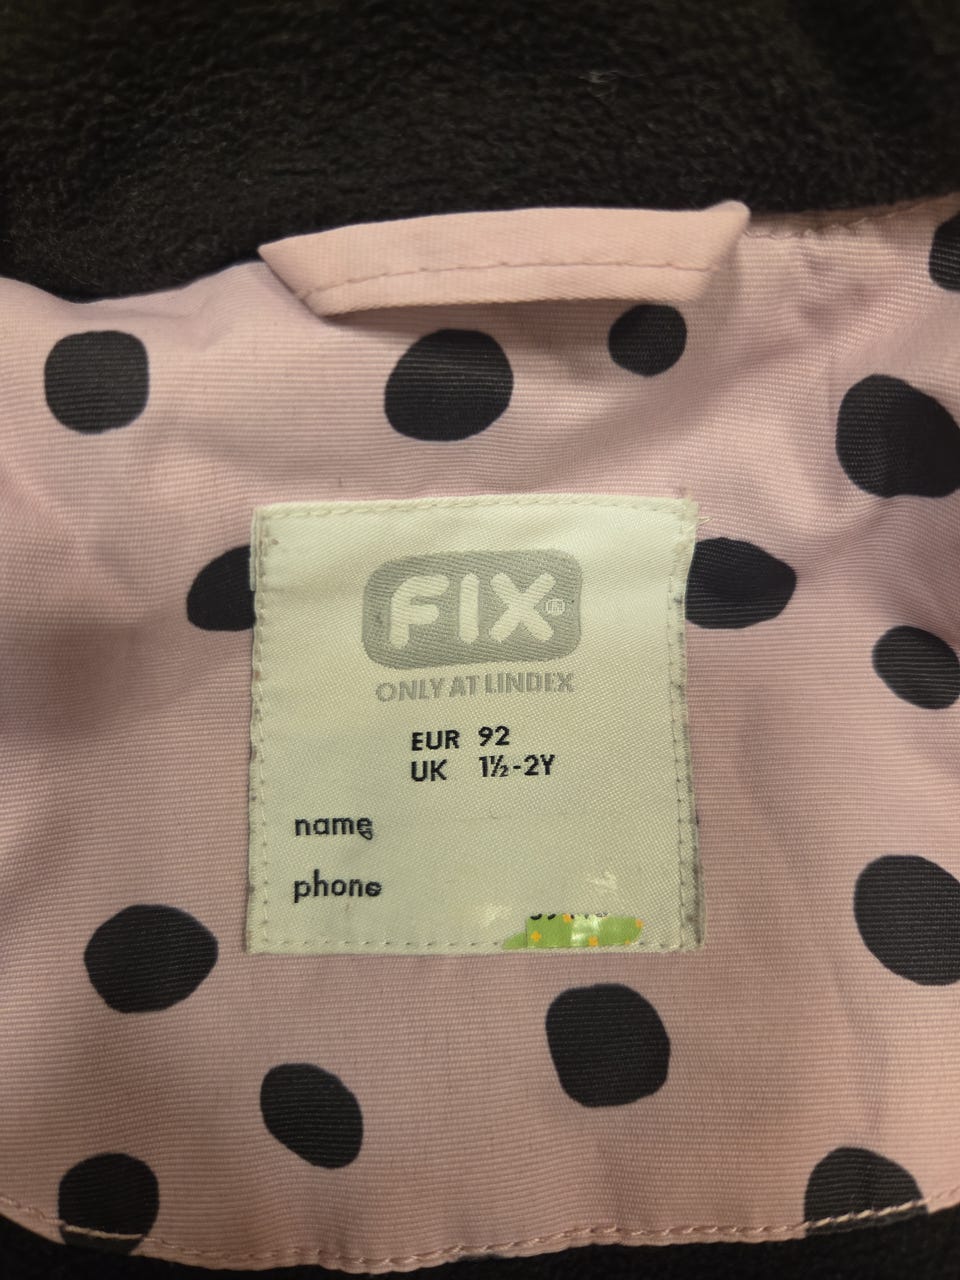 FIX
ONLY AT LINDEX
EUR 92
UK 1½-2Y
name
phone